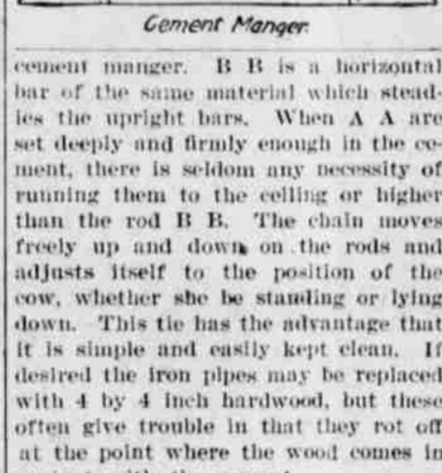 Cement Manger.
cement manger. B B is a horizontal
bar of the same material which stead-
ies the upright bars. When A A are
set deeply and firmly enough in the ce-
ment, there is seldom any necessity of
running them to the ceiling or higher
than the rod B B. The chain moves
freely up and down on the rods and
adjusts itself to the position of the
cow, whether she be standing or lying
down. This tie has the advantage that
it is simple and easily kept clean. If
desired the iron pipes may be replaced
with 4 by 4 inch hardwood, but these
often give trouble in that they rot off
at the point where the wood comes in